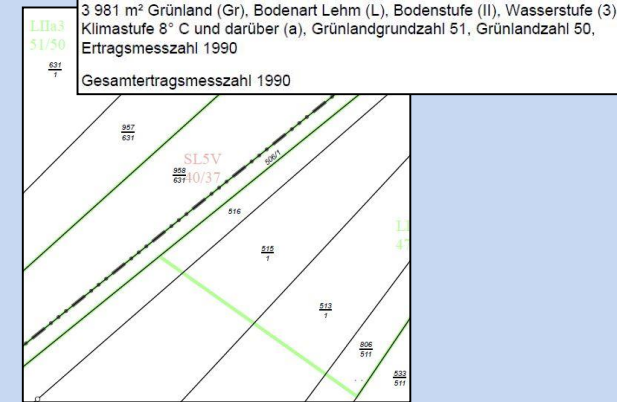 3 981 m² Grünland (Gr), Bodenart Lehm (L), Bodenstufe (II), Wasserstufe (3)
Klimastufe 8° C und darüber (a), Grünlandgrundzahl 51, Grünlandzahl 50,
Ertragsmesszahl 1990
Gesamtertragsmesszahl 1990
LIIa3
51/50
631
1
957
631
SL5V
40/37
958
631
506/1
516
515
1
LI
47
513
1
806
511
533
511